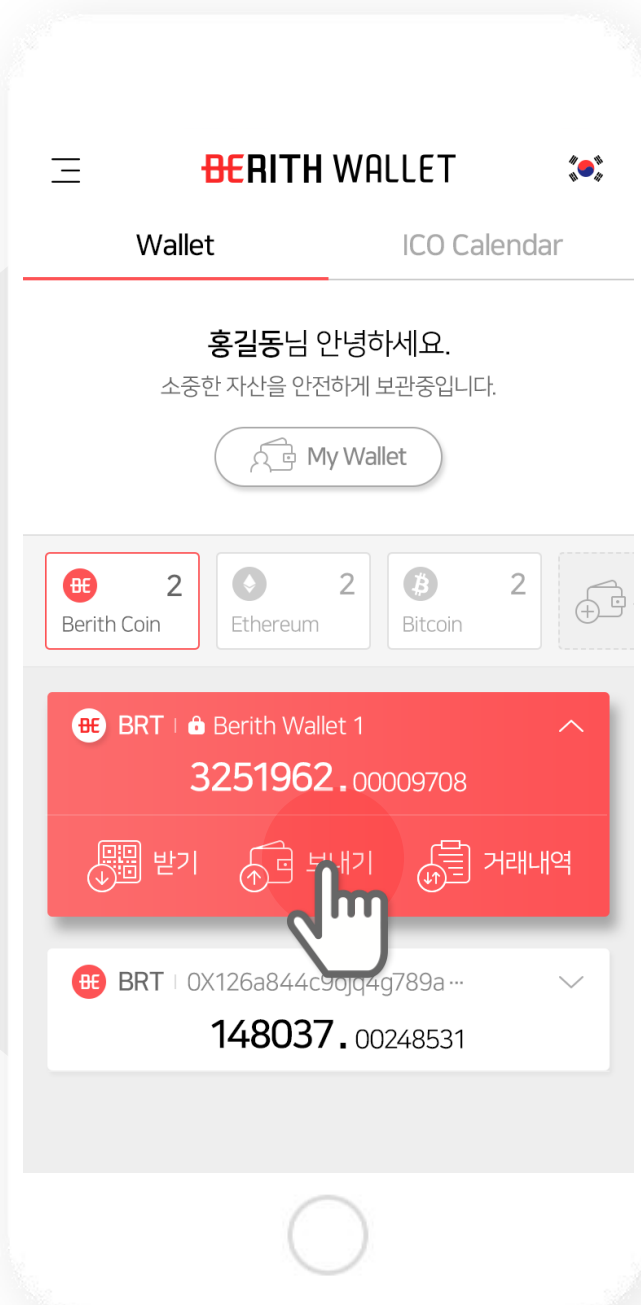 BERITH WALLET
Wallet ICO Calendar
홍길동님 안녕하세요.
소중한 자산을 안전하게 보관중입니다.
My Wallet
BE 2 2 2
Berith Coin Ethereum Bitcoin
BE BRT Berith Wallet 1
3251962.00009708
받기 보내기 거래내역
BE BRT 0X126a844c96jq4g789a ···
148037.00248531